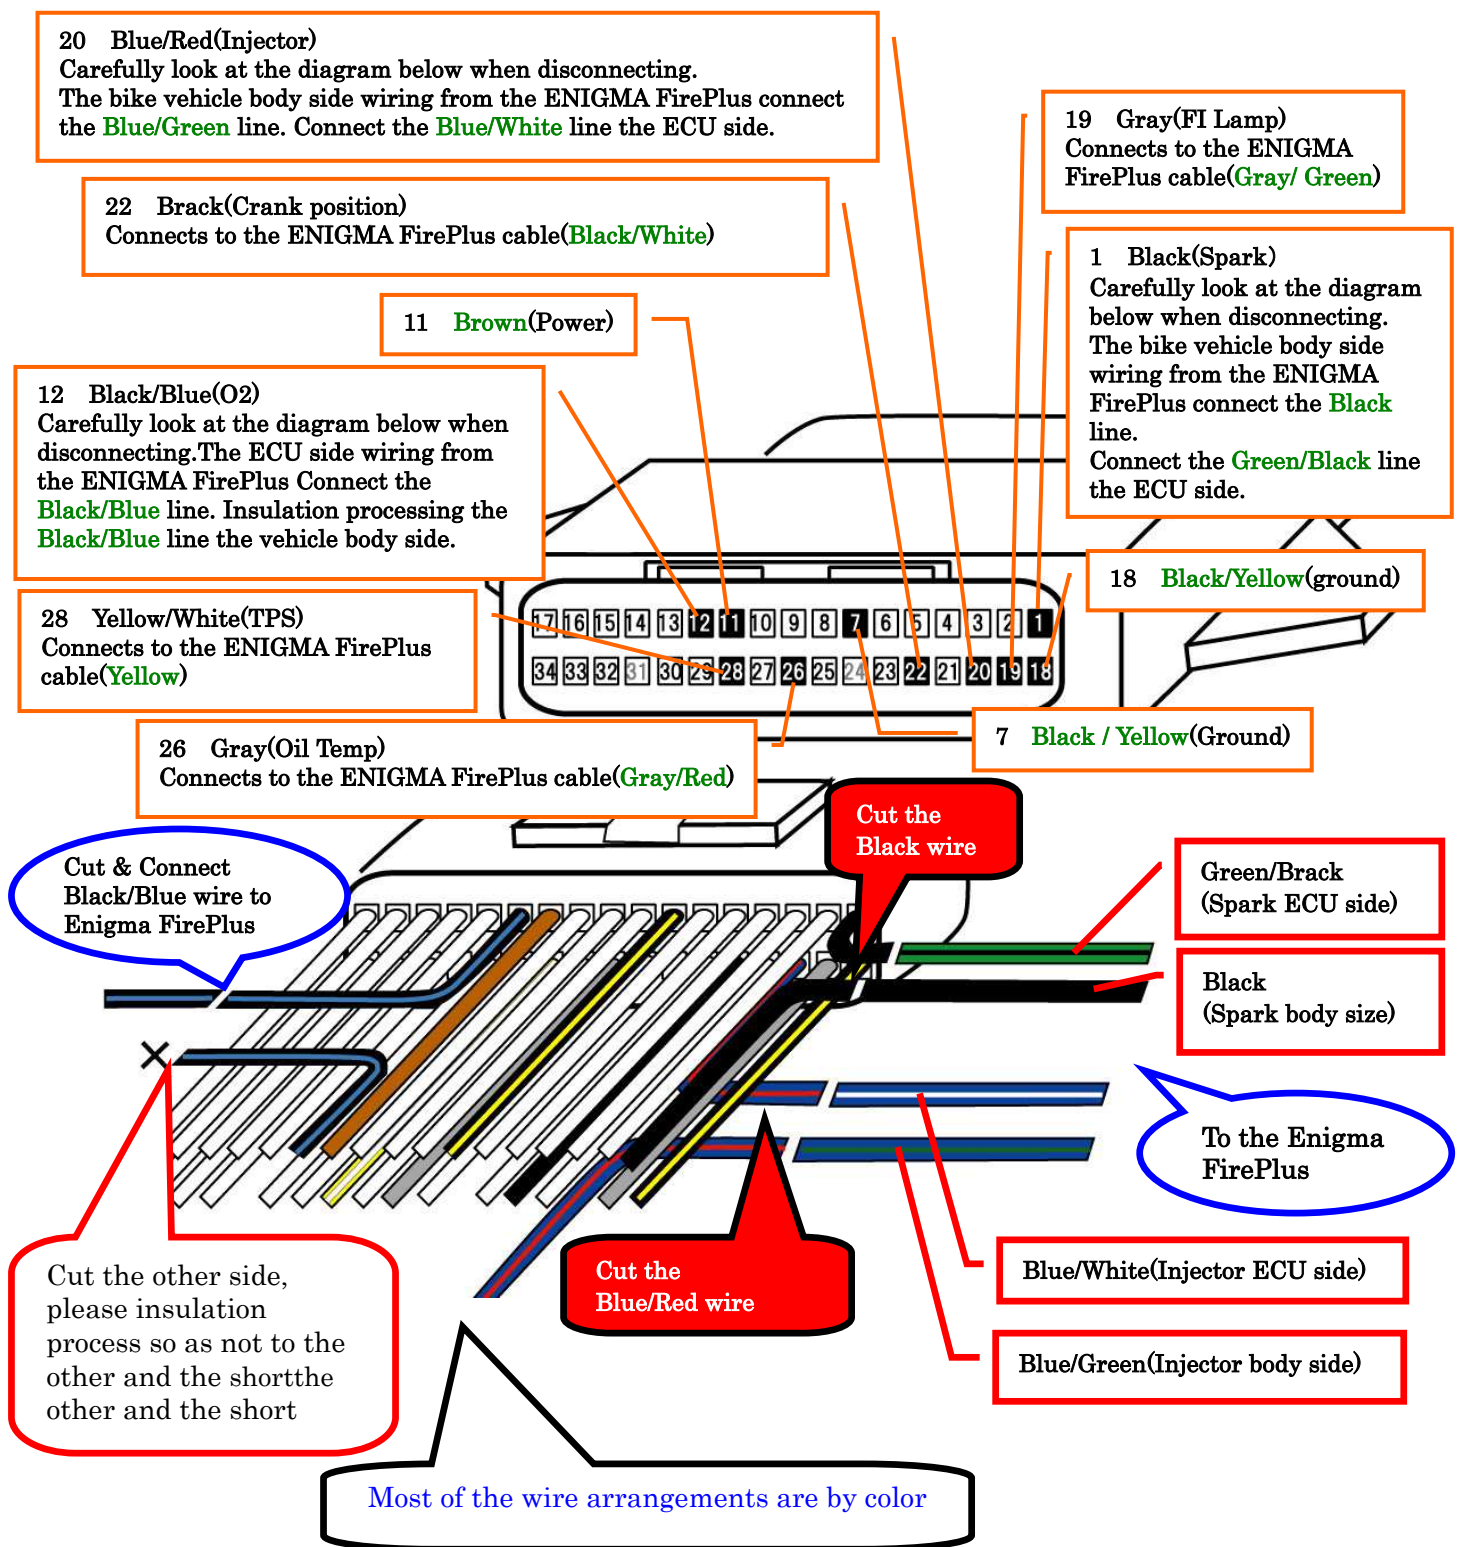 20 Blue/Red(Injector)
Carefully look at the diagram below when disconnecting.
The bike vehicle body side wiring from the ENIGMA FirePlus connect
the Blue/Green line. Connect the Blue/White line the ECU side.
19 Gray(FI Lamp)
Connects to the ENIGMA
FirePlus cable(Gray/ Green)
22 Brack(Crank position)
Connects to the ENIGMA FirePlus cable(Black/White)
1 Black(Spark)
Carefully look at the diagram
below when disconnecting.
The bike vehicle body side
wiring from the ENIGMA
FirePlus connect the Black
line.
Connect the Green/Black line
the ECU side.
11 Brown(Power)
12 Black/Blue(O2)
Carefully look at the diagram below when
disconnecting.The ECU side wiring from
the ENIGMA FirePlus Connect the
Black/Blue line. Insulation processing the
Black/Blue line the vehicle body side.
18 Black/Yellow(ground)
28 Yellow/White(TPS)
Connects to the ENIGMA FirePlus
cable(Yellow)
17 16 15 14 13 12 11 10 9 8 7 6 5 4 3 2 1
34 33 32 31 30 29 28 27 26 25 24 23 22 21 20 19 18
7 Black / Yellow(Ground)
26 Gray(Oil Temp)
Connects to the ENIGMA FirePlus cable(Gray/Red)
Cut the
Black wire
Cut & Connect
Black/Blue wire to
Enigma FirePlus
Green/Brack
(Spark ECU side)
Black
(Spark body size)
To the Enigma
FirePlus
Cut the
Blue/Red wire
Blue/White(Injector ECU side)
Blue/Green(Injector body side)
Cut the other side,
please insulation
process so as not to the
other and the shortthe
other and the short
Most of the wire arrangements are by color